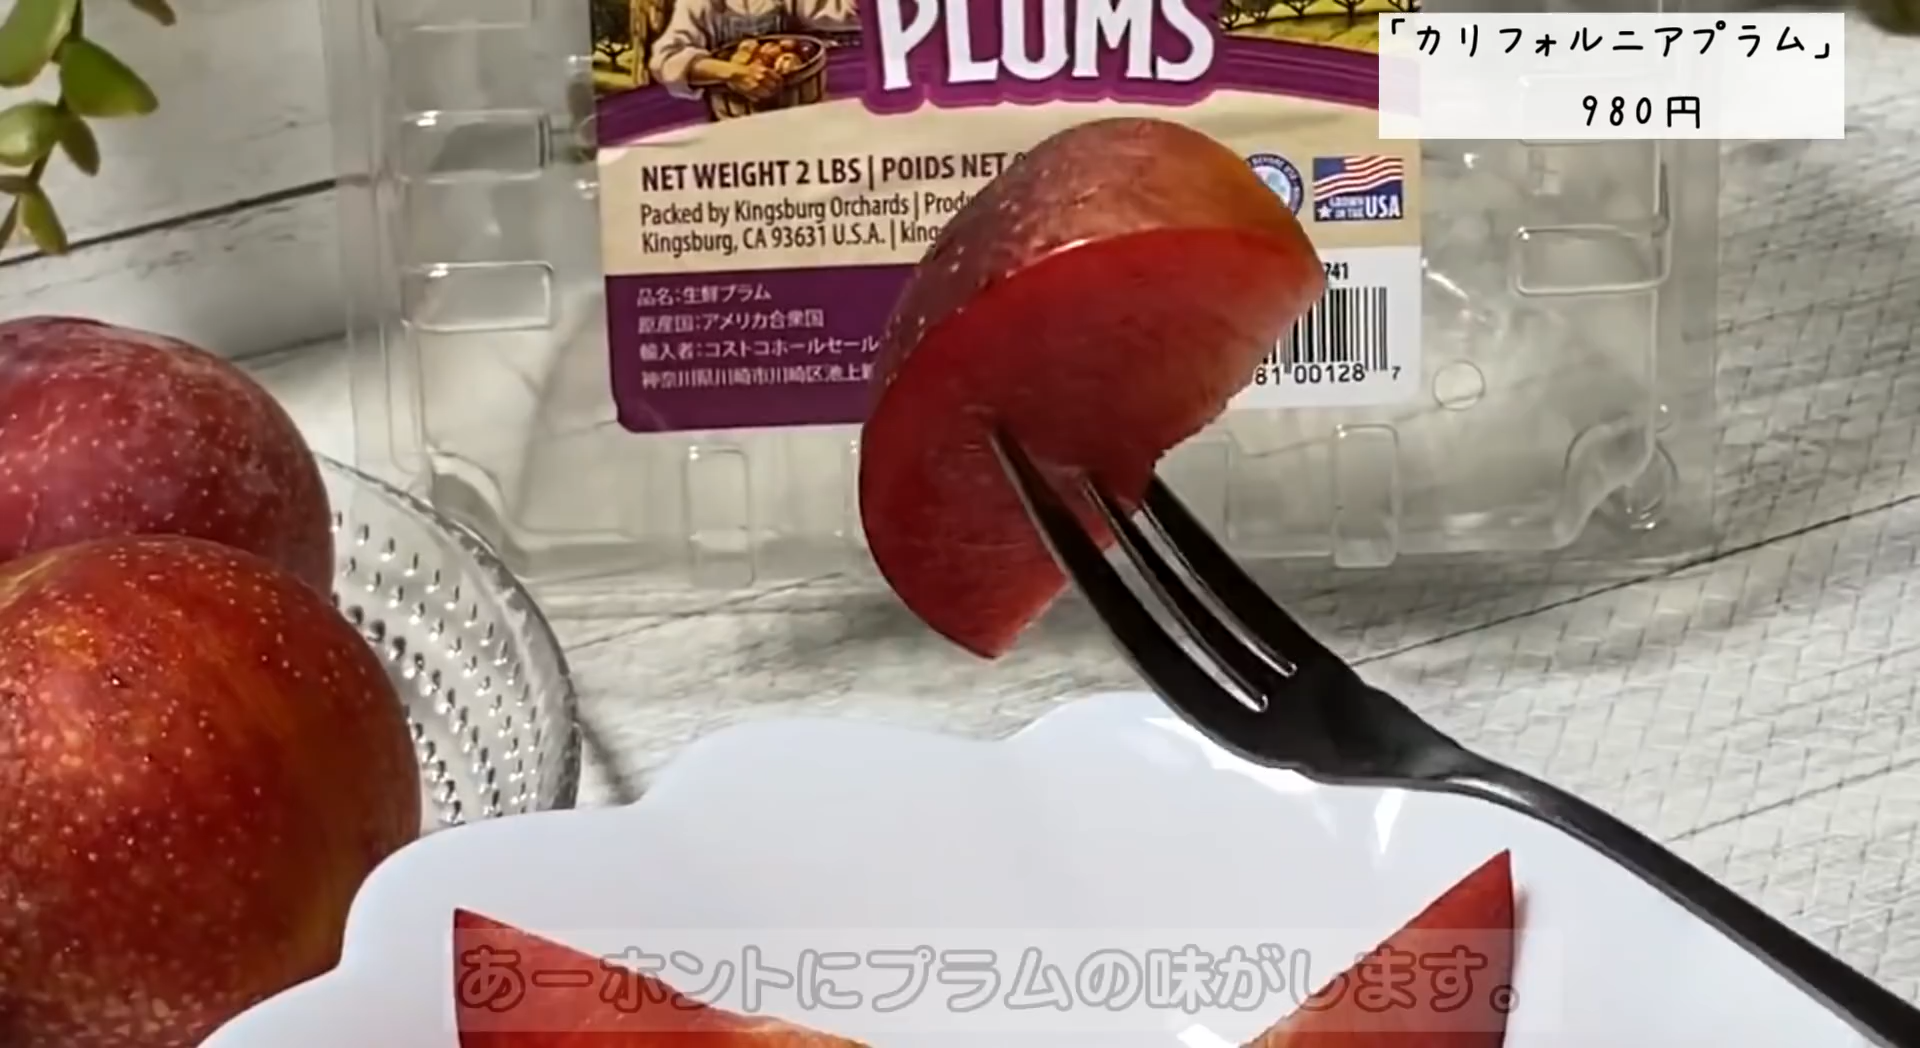 PLUMS
「カリフォルニアプラム」
980円
NET WEIGHT 2 LBS | POIDS NET
Packed by Kingsburg Orchards |
Kingsburg, CA 93631 U.S.A. |
GROWN IN THE USA
品名:生鮮プラム
原産国:アメリカ合衆国
輸入者:コストコホールセール
神奈川県川崎市川崎区池上
741
81 00128 7
あーホントにプラムの味がします。